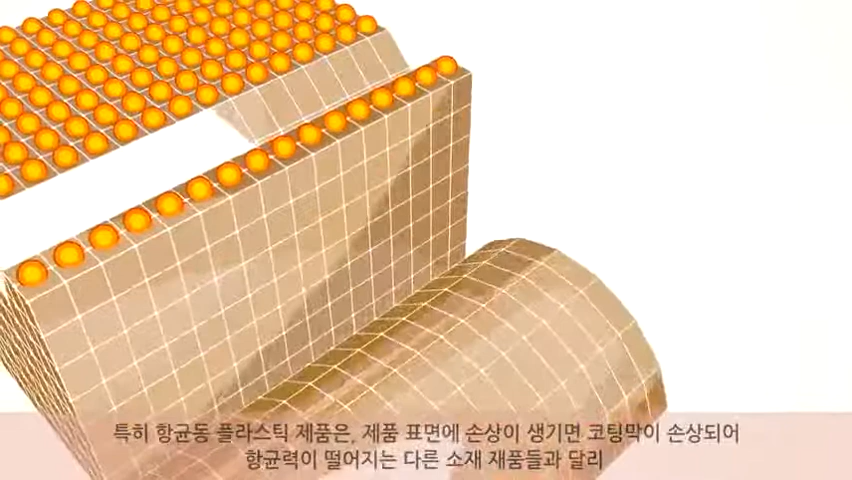 특히 항균동 플라스틱 제품은, 제품 표면에 손상이 생기면 코팅막이 손상되어
항균력이 떨어지는 다른 소재 재품들과 달리